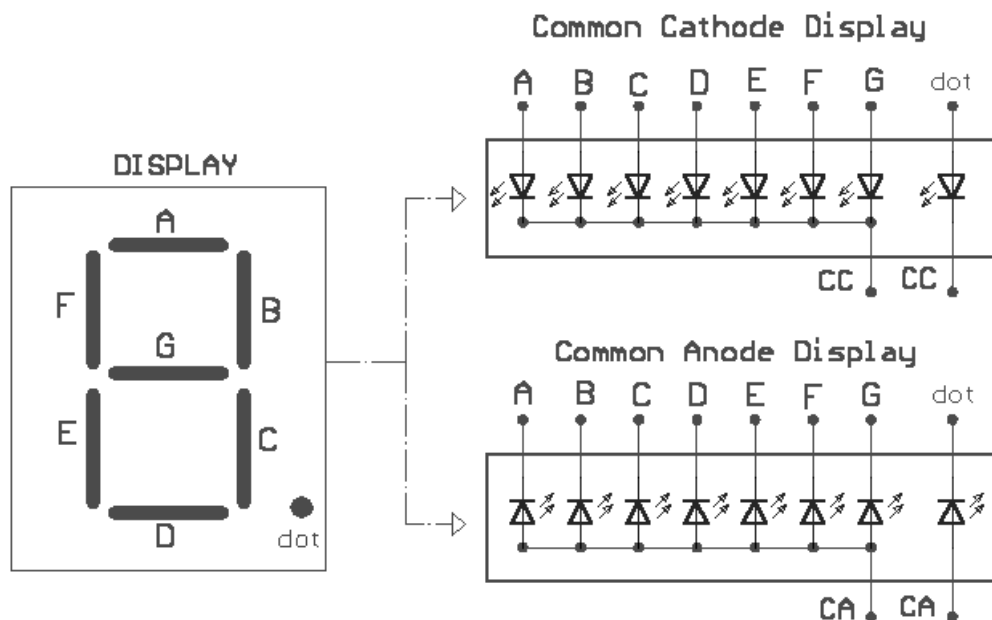 Common Cathode Display
A B C D E F G dot
DISPLAY
A
F
B
G
CC CC
Common Anode Display
A B C D E F G dot
E
C
D
dot
CA CA